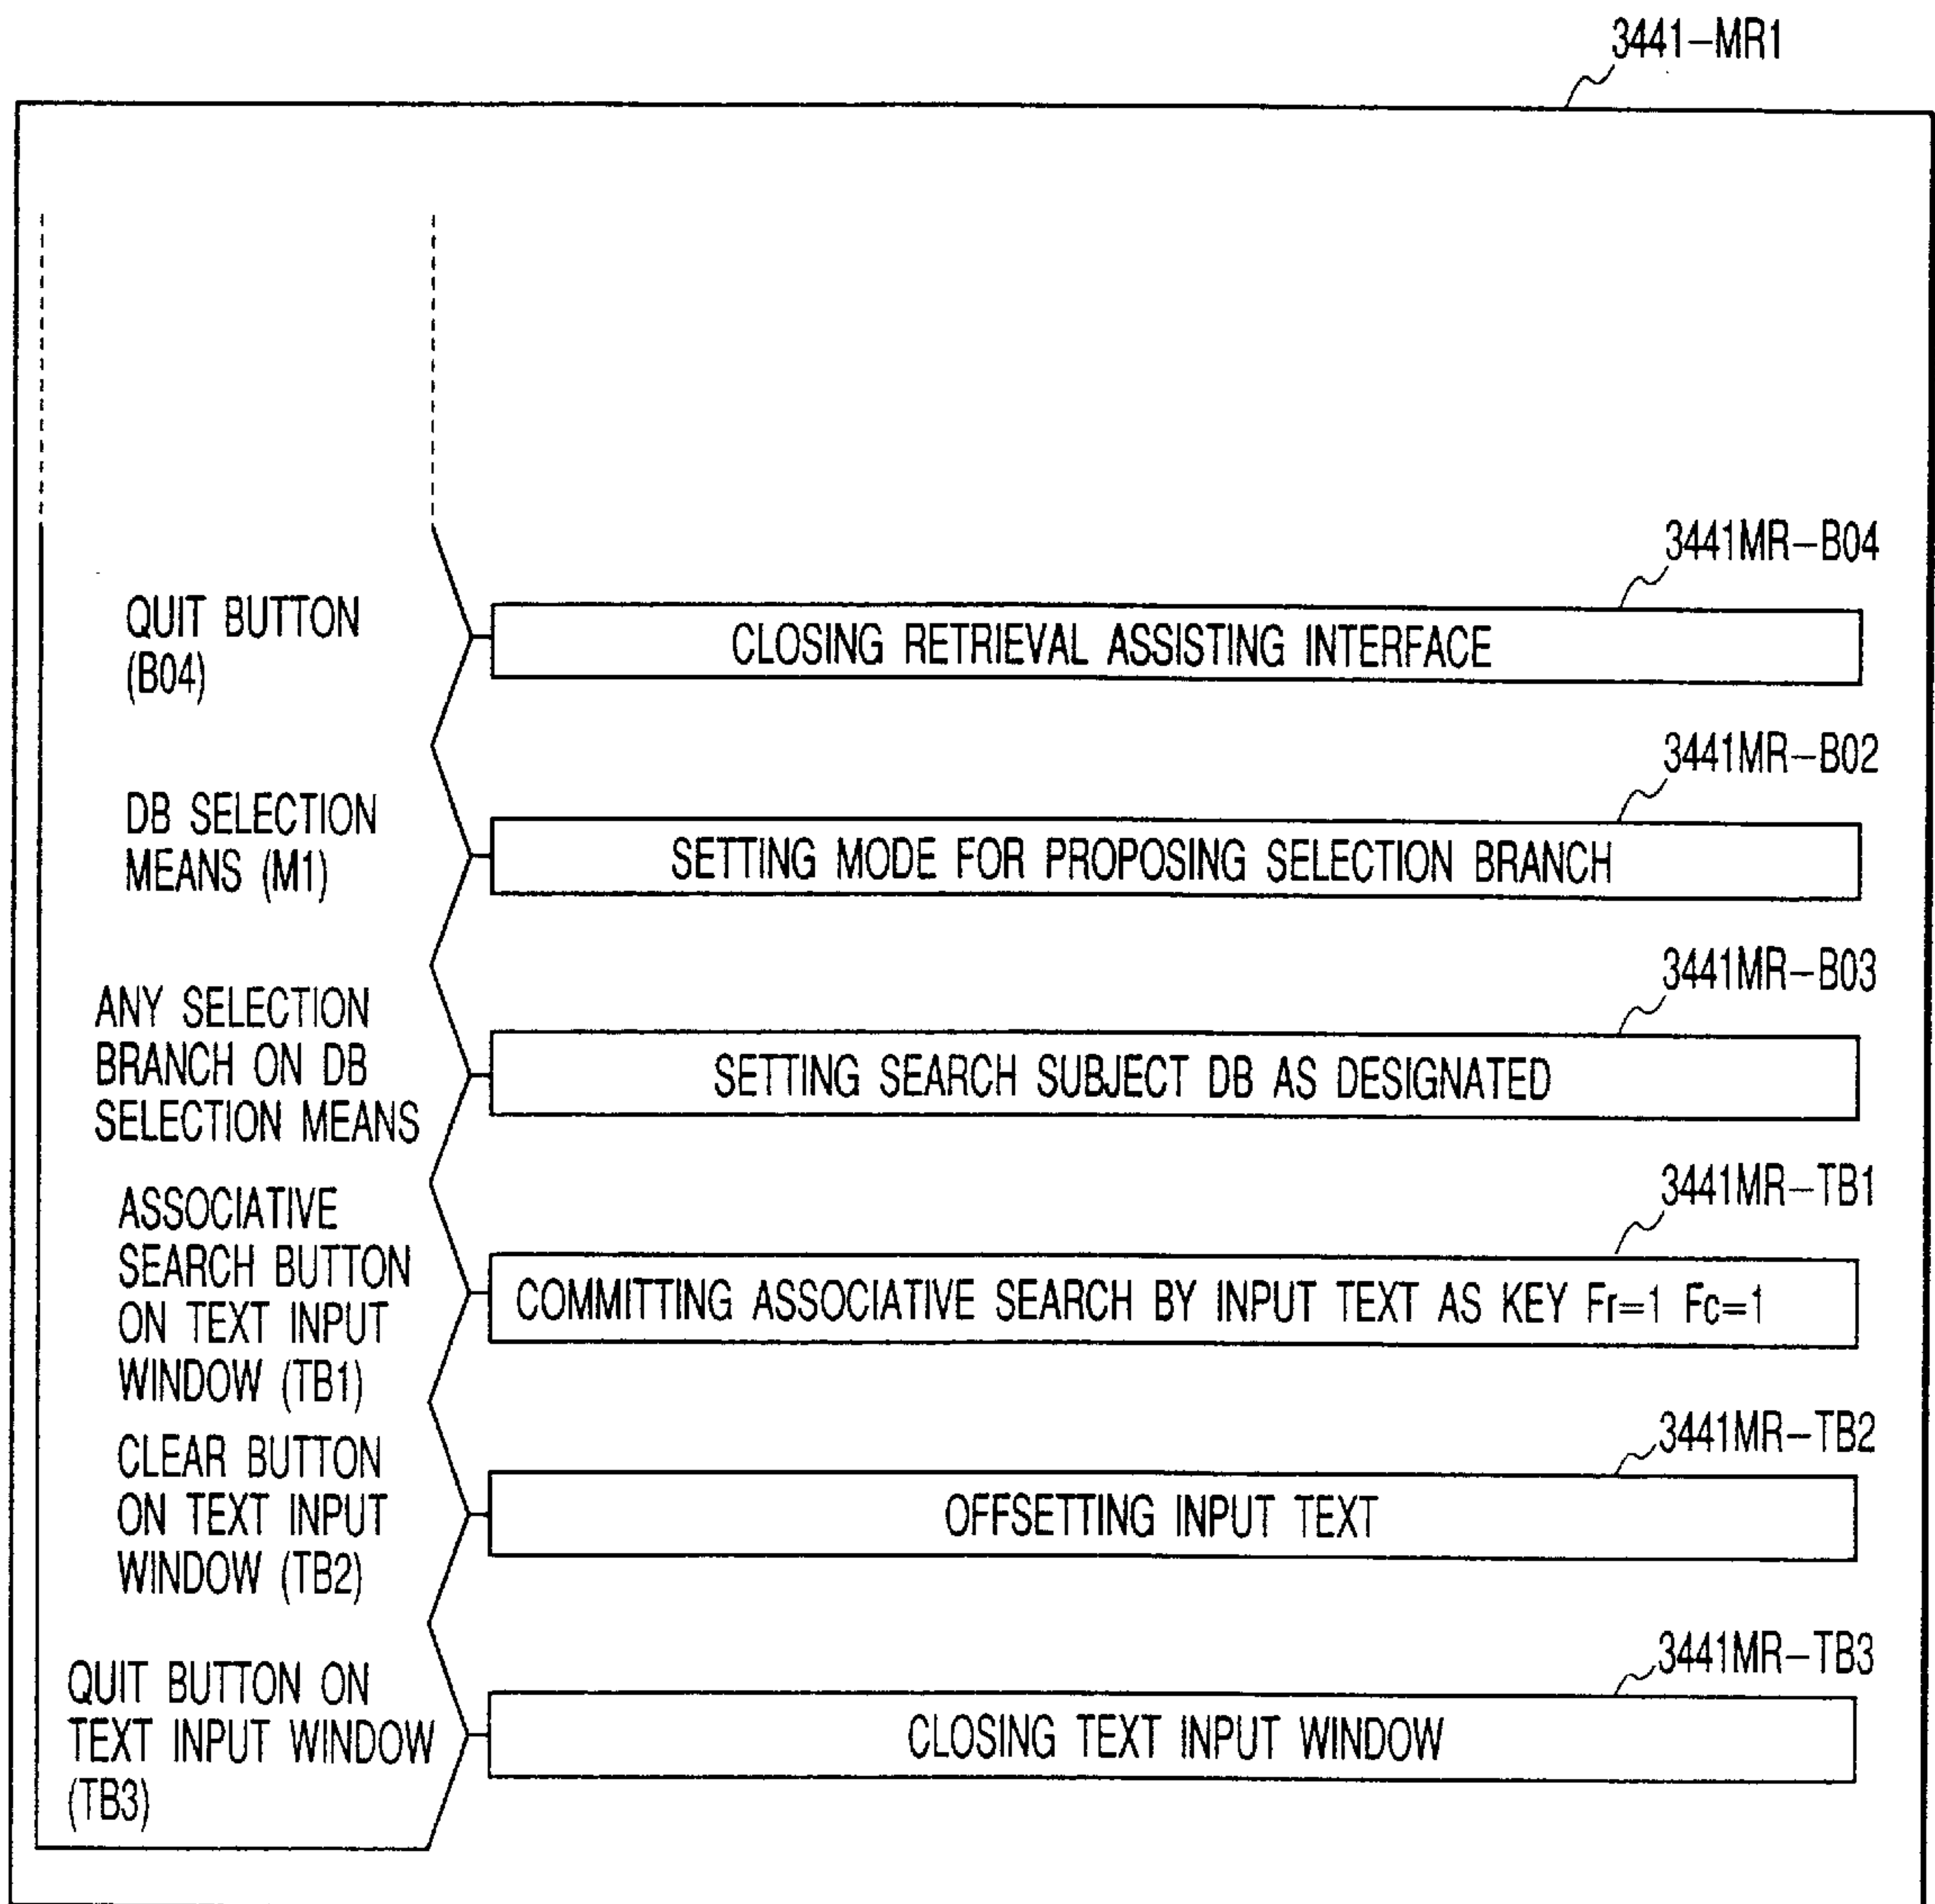 3441-MR1
3441MR-B04
QUIT BUTTON
(B04)
CLOSING RETRIEVAL ASSISTING INTERFACE
3441MR-B02
DB SELECTION
MEANS (M1)
SETTING MODE FOR PROPOSING SELECTION BRANCH
3441MR-B03
ANY SELECTION
BRANCH ON DB
SELECTION MEANS
SETTING SEARCH SUBJECT DB AS DESIGNATED
3441MR-TB1
ASSOCIATIVE
SEARCH BUTTON
ON TEXT INPUT
WINDOW (TB1)
COMMITTING ASSOCIATIVE SEARCH BY INPUT TEXT AS KEY Fr=1 Fc=1
3441MR-TB2
CLEAR BUTTON
ON TEXT INPUT
WINDOW (TB2)
OFFSETTING INPUT TEXT
3441MR-TB3
QUIT BUTTON ON
TEXT INPUT WINDOW
(TB3)
CLOSING TEXT INPUT WINDOW